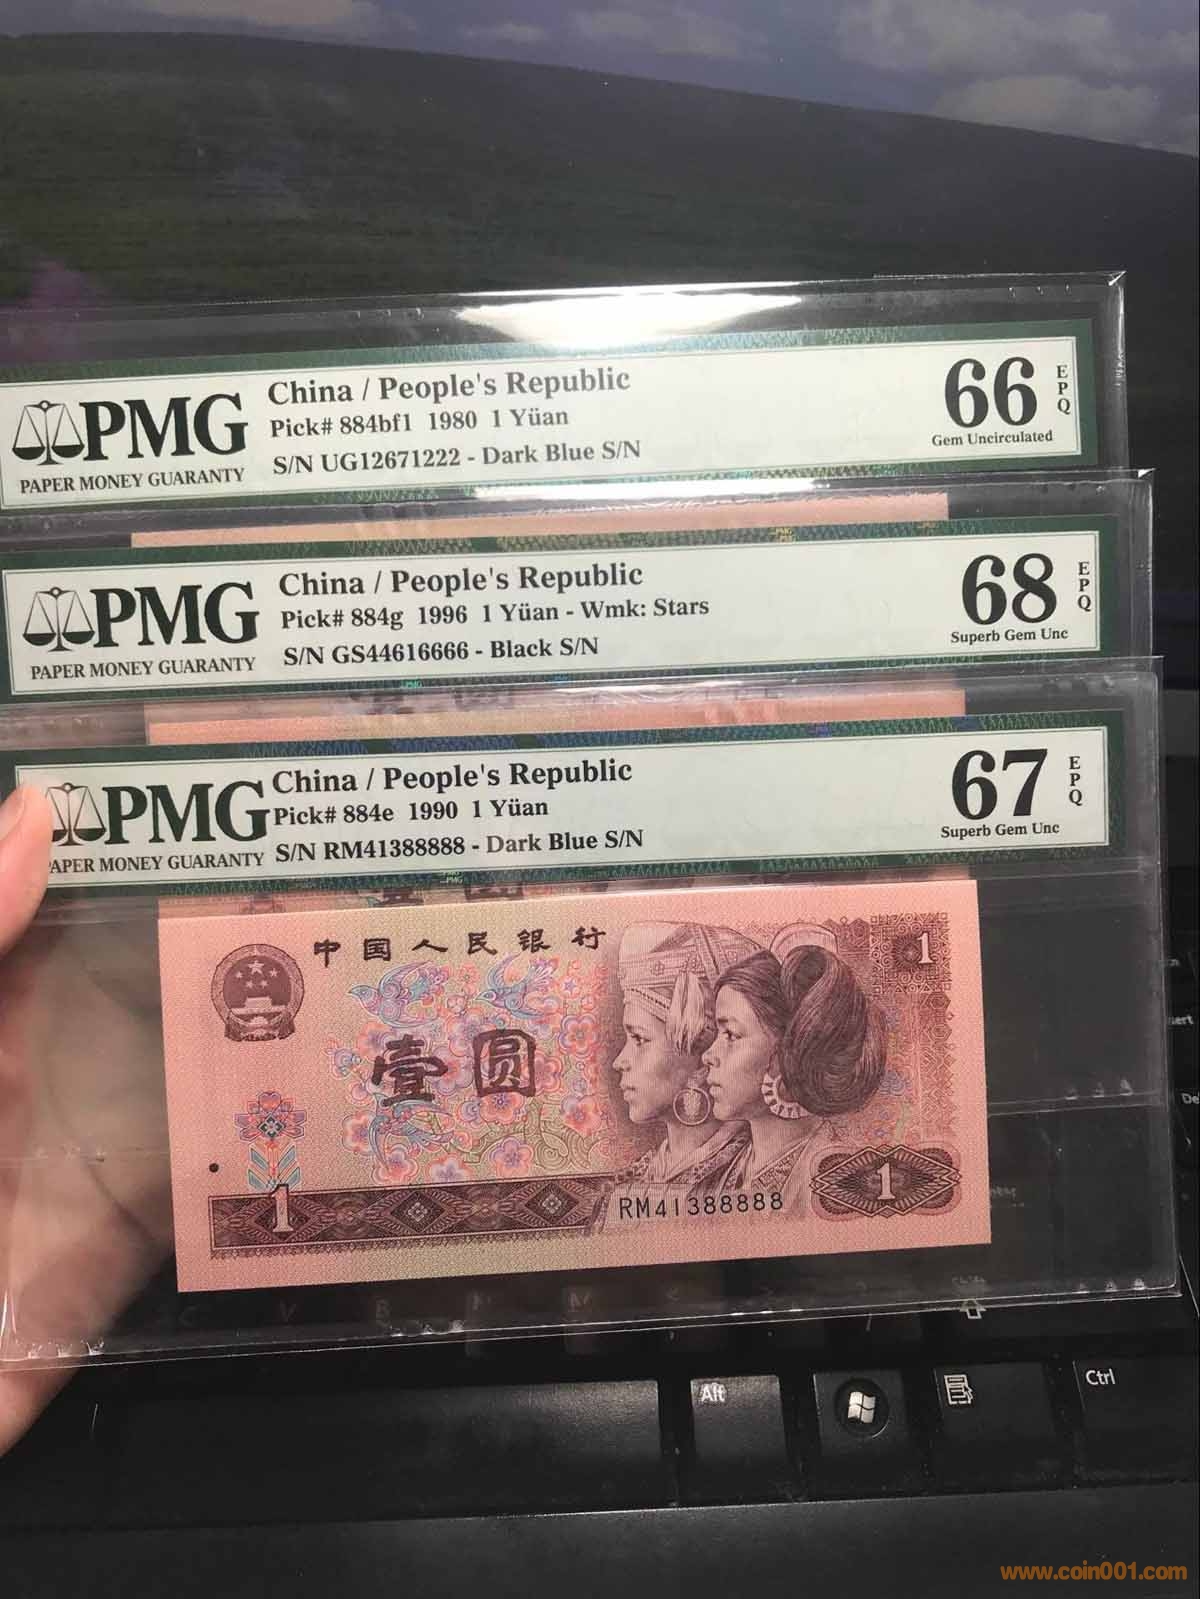 PMG
PAPER MONEY GUARANTY
China / People's Republic
Pick# 884bf1 1980 1 Yüan
S/N UG12671222 - Dark Blue S/N
66
EPQ
Gem Uncirculated
PMG
PAPER MONEY GUARANTY
China / People's Republic
Pick# 884g 1996 1 Yüan - Wmk: Stars
S/N GS44616666 - Black S/N
68
EPQ
Superb Gem Unc
PMG
APER MONEY GUARANTY
China / People's Republic
Pick# 884e 1990 1 Yüan
S/N RM41388888 - Dark Blue S/N
67
EPQ
Superb Gem Unc
中国人民银行
1
壹圆
1
RM41388888
1
Alt
Ctrl
www.coin001.com